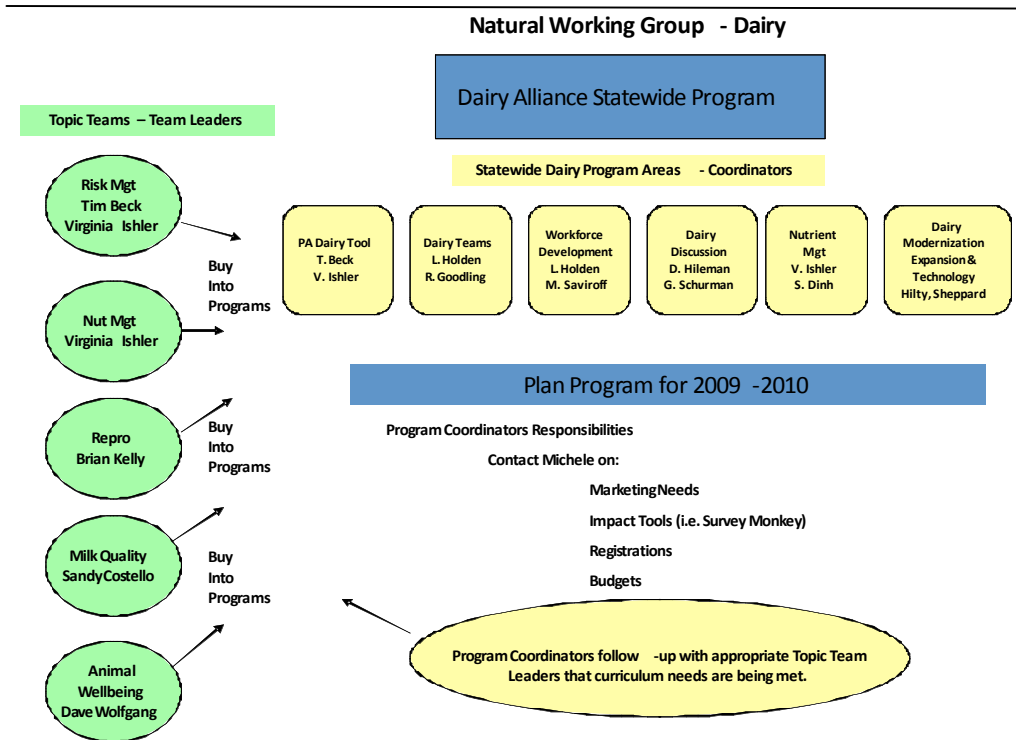 Natural Working Group - Dairy
Dairy Alliance Statewide Program
Topic Teams – Team Leaders
Risk Mgt
Tim Beck
Virginia Ishler
Nut Mgt
Virginia Ishler
Repro
Brian Kelly
Milk Quality
Sandy Costello
Animal
Wellbeing
Dave Wolfgang
Buy
Into
Programs
Buy
Into
Programs
Buy
Into
Programs
Statewide Dairy Program Areas - Coordinators
PA Dairy Tool
T. Beck
V. Ishler
Dairy Teams
L. Holden
R. Goodling
Workforce
Development
L. Holden
M. Saviroff
Dairy
Discussion
D. Hileman
G. Schurman
Nutrient
Mgt
V. Ishler
S. Dinh
Dairy
Modernization
Expansion &
Technology
Hilty, Sheppard
Plan Program for 2009 -2010
Program Coordinators Responsibilities
Contact Michele on:
Marketing Needs
Impact Tools (i.e. Survey Monkey)
Registrations
Budgets
Program Coordinators follow -up with appropriate Topic Team
Leaders that curriculum needs are being met.